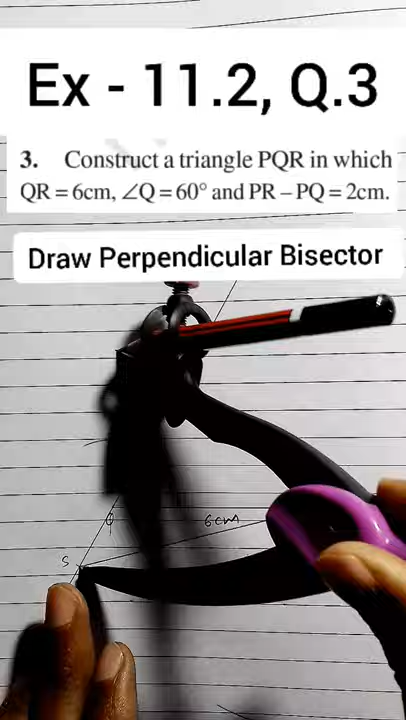 Ex - 11.2, Q.3
3. Construct a triangle PQR in which
QR = 6cm, ∠Q = 60° and PR – PQ = 2cm.
Draw Perpendicular Bisector
Q
6cm
S